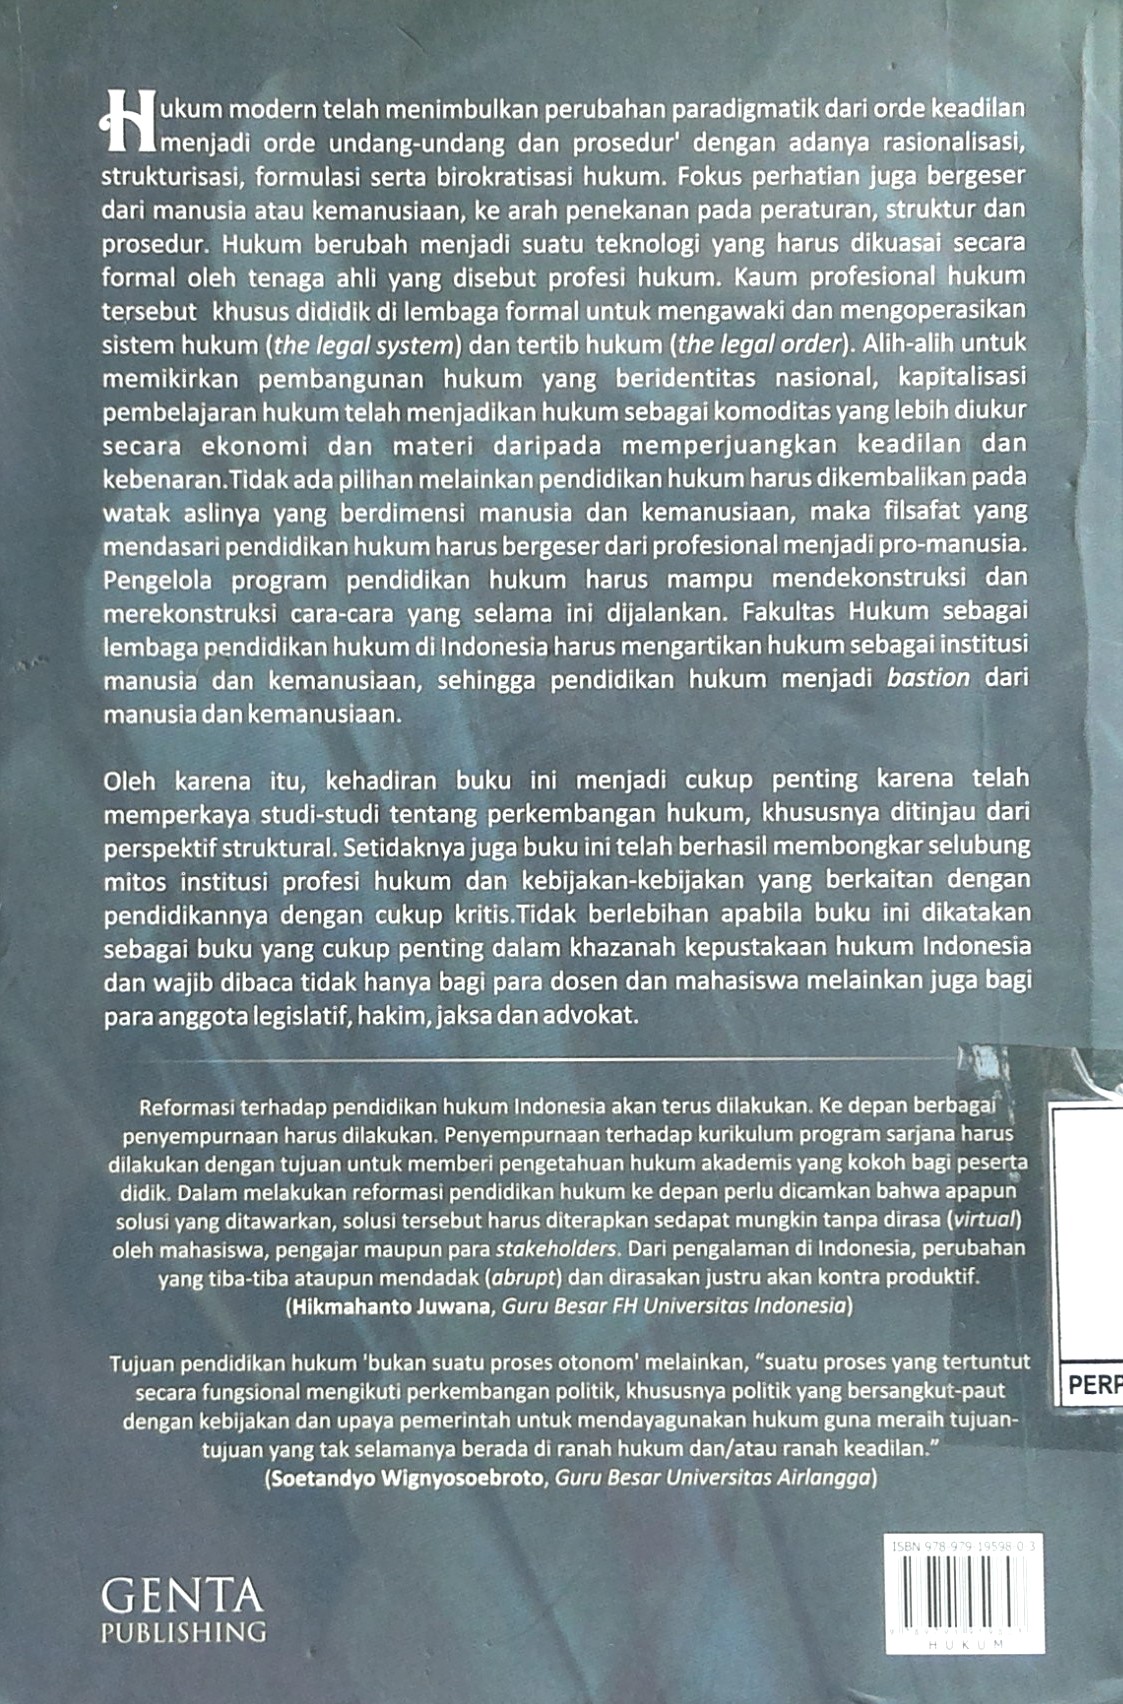 Hukum modern telah menimbulkan perubahan paradigmatik dari orde keadilan
menjadi orde undang-undang dan prosedur' dengan adanya rasionalisasi,
strukturisasi, formulasi serta birokratisasi hukum. Fokus perhatian juga bergeser
dari manusia atau kemanusiaan, ke arah penekanan pada peraturan, struktur dan
prosedur. Hukum berubah menjadi suatu teknologi yang harus dikuasai secara
formal oleh tenaga ahli yang disebut profesi hukum. Kaum profesional hukum
tersebut khusus dididik di lembaga formal untuk mengawaki dan mengoperasikan
sistem hukum (the legal system) dan tertib hukum (the legal order). Alih-alih untuk
memikirkan pembangunan hukum yang beridentitas nasional, kapitalisasi
pembelajaran hukum telah menjadikan hukum sebagai komoditas yang lebih diukur
secara ekonomi dan materi daripada memperjuangkan keadilan dan
kebenaran.Tidak ada pilihan melainkan pendidikan hukum harus dikembalikan pada
watak aslinya yang berdimensi manusia dan kemanusiaan, maka filsafat yang
mendasari pendidikan hukum harus bergeser dari profesional menjadi pro-manusia.
Pengelola program pendidikan hukum harus mampu mendekonstruksi dan
merekonstruksi cara-cara yang selama ini dijalankan. Fakultas Hukum sebagai
lembaga pendidikan hukum di Indonesia harus mengartikan hukum sebagai institusi
manusia dan kemanusiaan, sehingga pendidikan hukum menjadi bastion dari
manusia dan kemanusiaan.
Oleh karena itu, kehadiran buku ini menjadi cukup penting karena telah
memperkaya studi-studi tentang perkembangan hukum, khususnya ditinjau dari
perspektif struktural. Setidaknya juga buku ini telah berhasil membongkar selubung
mitos institusi profesi hukum dan kebijakan-kebijakan yang berkaitan dengan
pendidikannya dengan cukup kritis.Tidak berlebihan apabila buku ini dikatakan
sebagai buku yang cukup penting dalam khazanah kepustakaan hukum Indonesia
dan wajib dibaca tidak hanya bagi para dosen dan mahasiswa melainkan juga bagi
para anggota legislatif, hakim, jaksa dan advokat.
Reformasi terhadap pendidikan hukum Indonesia akan terus dilakukan. Ke depan berbagai
penyempurnaan harus dilakukan. Penyempurnaan terhadap kurikulum program sarjana harus
dilakukan dengan tujuan untuk memberi pengetahuan hukum akademis yang kokoh bagi peserta
didik. Dalam melakukan reformasi pendidikan hukum ke depan perlu dicamkan bahwa apapun
solusi yang ditawarkan, solusi tersebut harus diterapkan sedapat mungkin tanpa dirasa (virtual)
oleh mahasiswa, pengajar maupun para stakeholders. Dari pengalaman di Indonesia, perubahan
yang tiba-tiba ataupun mendadak (abrupt) dan dirasakan justru akan kontra produktif.
(Hikmahanto Juwana, Guru Besar FH Universitas Indonesia)
Tujuan pendidikan hukum 'bukan suatu proses otonom' melainkan, “suatu proses yang tertuntut
secara fungsional mengikuti perkembangan politik, khususnya politik yang bersangkut-paut
dengan kebijakan dan upaya pemerintah untuk mendayagunakan hukum guna meraih tujuan-
tujuan yang tak selamanya berada di ranah hukum dan/atau ranah keadilan.”
(Soetandyo Wignyosoebroto, Guru Besar Universitas Airlangga)
PERP
ISBN 978 979 19598 0 3
HUKUM
GENTA
PUBLISHING